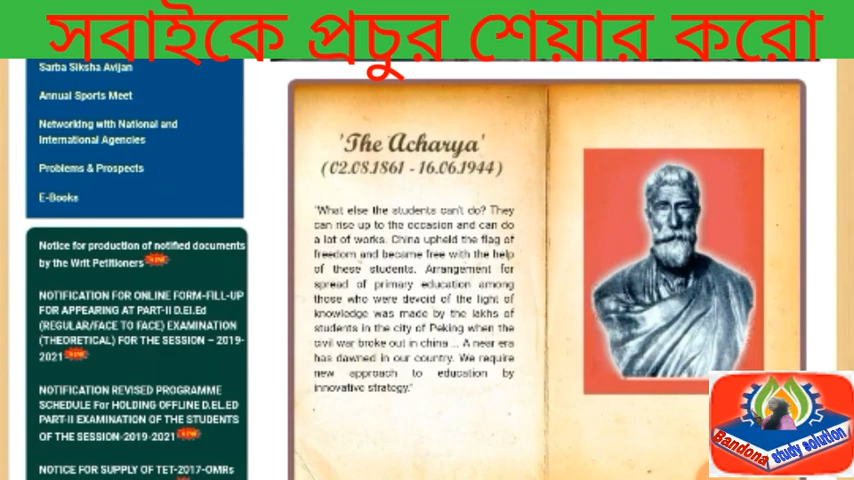 সবাইকে প্রচুর শেয়ার করো
Sarba Siksha Avijan
Annual Sports Meet
Networking with National and
International Agencies
Problems & Prospects
E-Books
Notice for production of notified documents
by the Writ Petitioners
NOTIFICATION FOR ONLINE FORM-FILL-UP
FOR APPEARING AT PART-II D.El.Ed
(REGULAR/FACE TO FACE) EXAMINATION
(THEORETICAL) FOR THE SESSION – 2019-
2021
NOTIFICATION REVISED PROGRAMME
SCHEDULE For HOLDING OFFLINE D.EL.ED
PART-II EXAMINATION OF THE STUDENTS
OF THE SESSION-2019-2021
NOTICE FOR SUPPLY OF TET-2017-OMRs
'The Acharya'
(02.08.1861 - 16.06.1944)
"What else the students can't do? They
can rise up to the occasion and can do
a lot of works. China upheld the flag of
freedom and became free with the help
of these students. Arrangement for
spread of primary education among
those who were devoid of the light of
knowledge was made by the lakhs of
students in the city of Peking when the
civil war broke out in china ... A near era
has dawned in our country. We require
new approach to education by
innovative strategy."
Bandona study solution